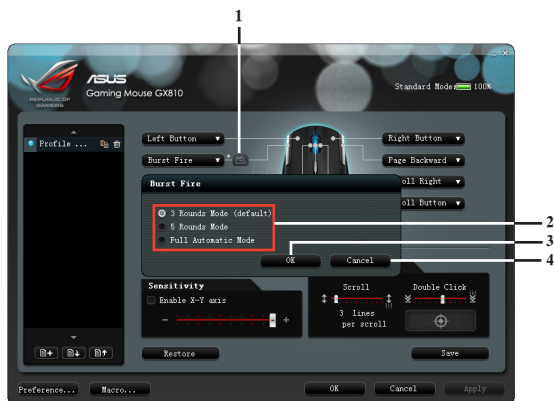 1
ASUS
Gaming Mouse GX810
REPUBLIC OF
GAMERS
Standard Mode: 100%
Profile ...
Left Button
Right Button
Burst Fire
Page Backward
oll Right
oll Button
Burst Fire
3 Rounds Mode (default)
5 Rounds Mode
Full Automatic Mode
2
OK
3
Cancel
4
Sensitivity
Enable X-Y axis
- +
Scroll
Double Click
3 lines
per scroll
Restore
Save
Preference...
Macro...
OK
Cancel
Apply